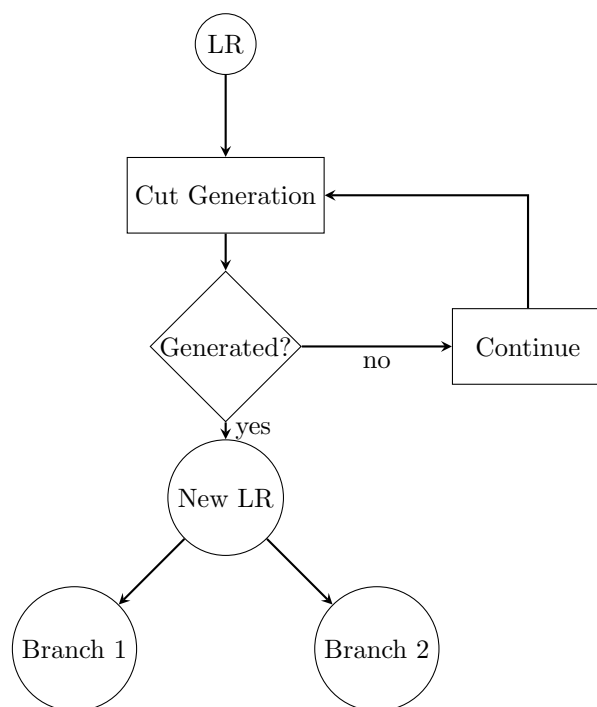 LR
Cut Generation
Generated?
no
Continue
yes
New LR
Branch 1
Branch 2